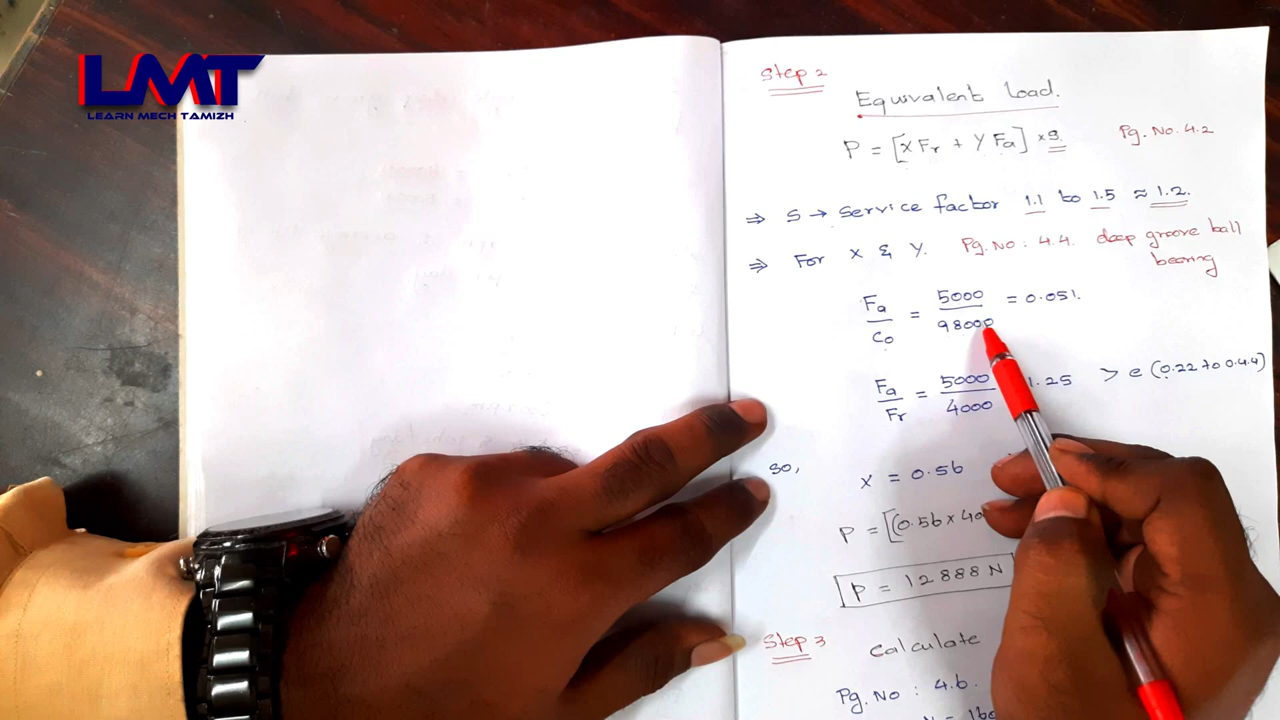 LMT
LEARN MECH TAMIZH
Step 2
Equivalent load.
P = [X Fr + Y Fa] × S Pg. No. 4.2
⇒ S → Service factor 1.1 to 1.5 ≈ 1.2.
⇒ For X & Y. Pg. No : 4.4. deep groove ball bearing
Fa/Co = 5000/98000 = 0.051.
Fa/Fr = 5000/4000 1.25 > e (0.22 to 0.44)
So, X = 0.56
P = [(0.56 × 40
P = 12888 N
Step 3 Calculate
Pg. No : 4.6.